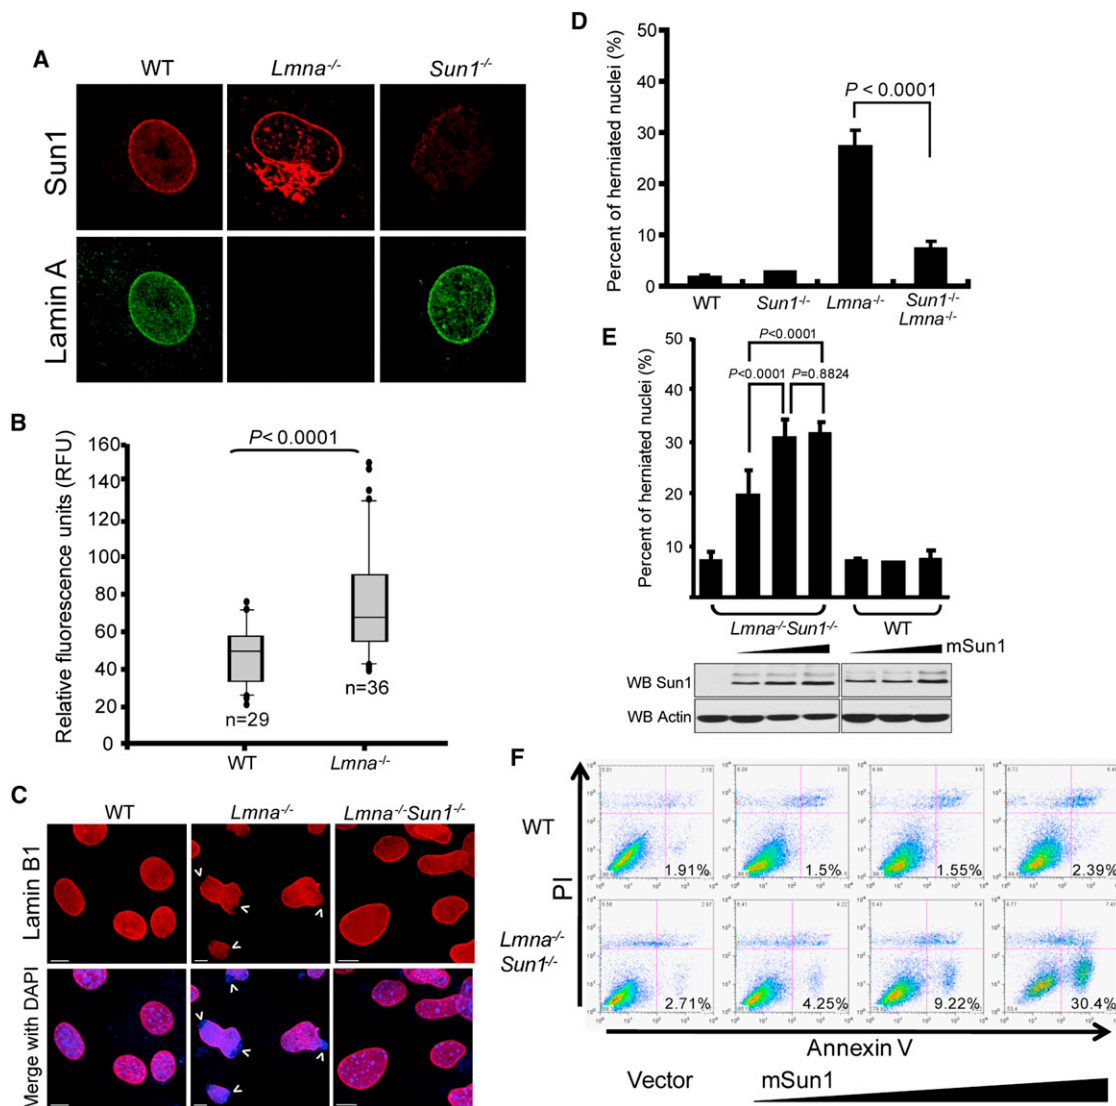 A
WT
Lmna-/-
Sun1-/-
Sun1
Lamin A
B
Relative fluorescence units (RFU)
160
140
120
100
80
60
40
20
0
P< 0.0001
n=29
n=36
WT
Lmna-/-
C
WT
Lmna-/-
Lmna-/-Sun1-/-
Lamin B1
Merge with DAPI
D
Percent of herniated nuclei (%)
50
40
30
20
10
0
P < 0.0001
WT
Sun1-/-
Lmna-/-
Sun1-/-
Lmna-/-
E
Percent of herniated nuclei (%)
50
40
30
20
10
P<0.0001
P<0.0001
P=0.8824
Lmna-/-Sun1-/-
WT
mSun1
WB Sun1
WB Actin
F
WT
1.91%
1.5%
1.55%
2.39%
PI
Lmna-/-
Sun1-/-
2.71%
4.25%
9.22%
30.4%
Annexin V
Vector
mSun1